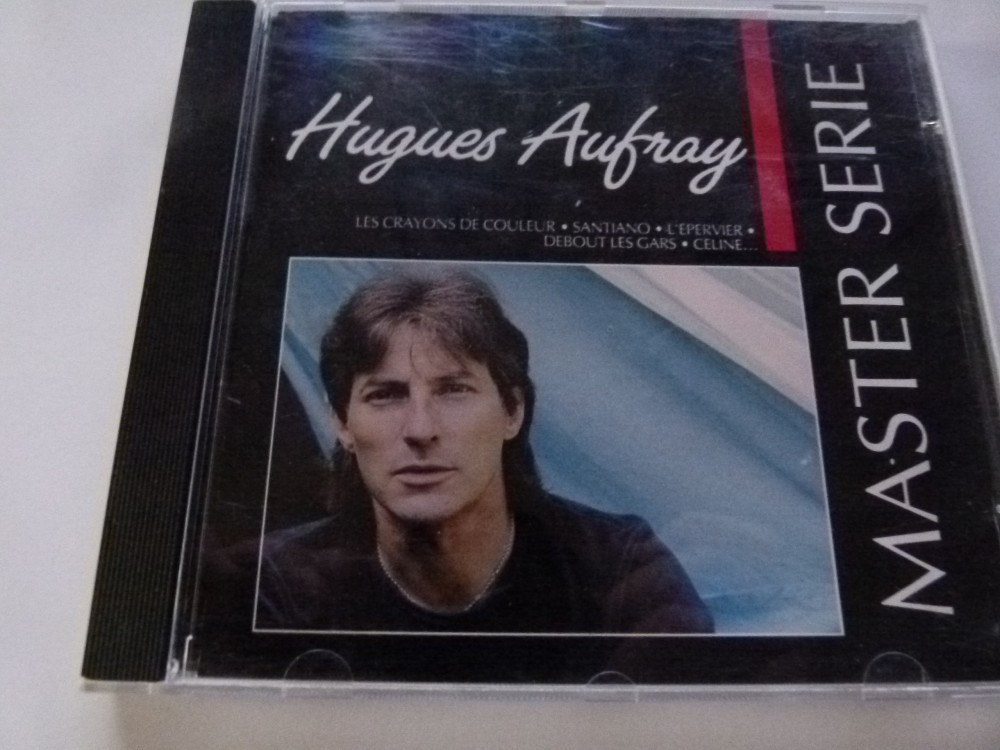 Hugues Aufray
LES CRAYONS DE COULEUR • SANTIANO • L'EPERVIER •
DEBOUT LES GARS • CELINE...
MASTER SERIE